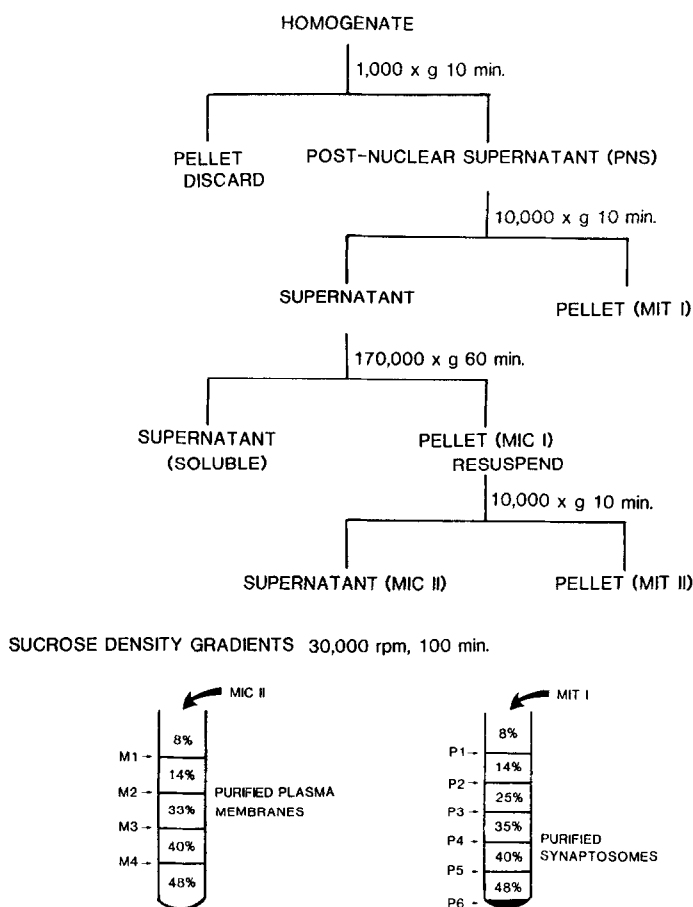 HOMOGENATE
1,000 x g 10 min.
PELLET
DISCARD
POST-NUCLEAR SUPERNATANT (PNS)
10,000 x g 10 min.
SUPERNATANT
PELLET (MIT I)
170,000 x g 60 min.
SUPERNATANT
(SOLUBLE)
PELLET (MIC I)
RESUSPEND
10,000 x g 10 min.
SUPERNATANT (MIC II)
PELLET (MIT II)
SUCROSE DENSITY GRADIENTS 30,000 rpm, 100 min.
MIC II
8%
M1
14%
M2
33%
M3
40%
M4
48%
PURIFIED PLASMA
MEMBRANES
MIT I
8%
P1
14%
P2
25%
P3
35%
P4
40%
P5
48%
P6
PURIFIED
SYNAPTOSOMES